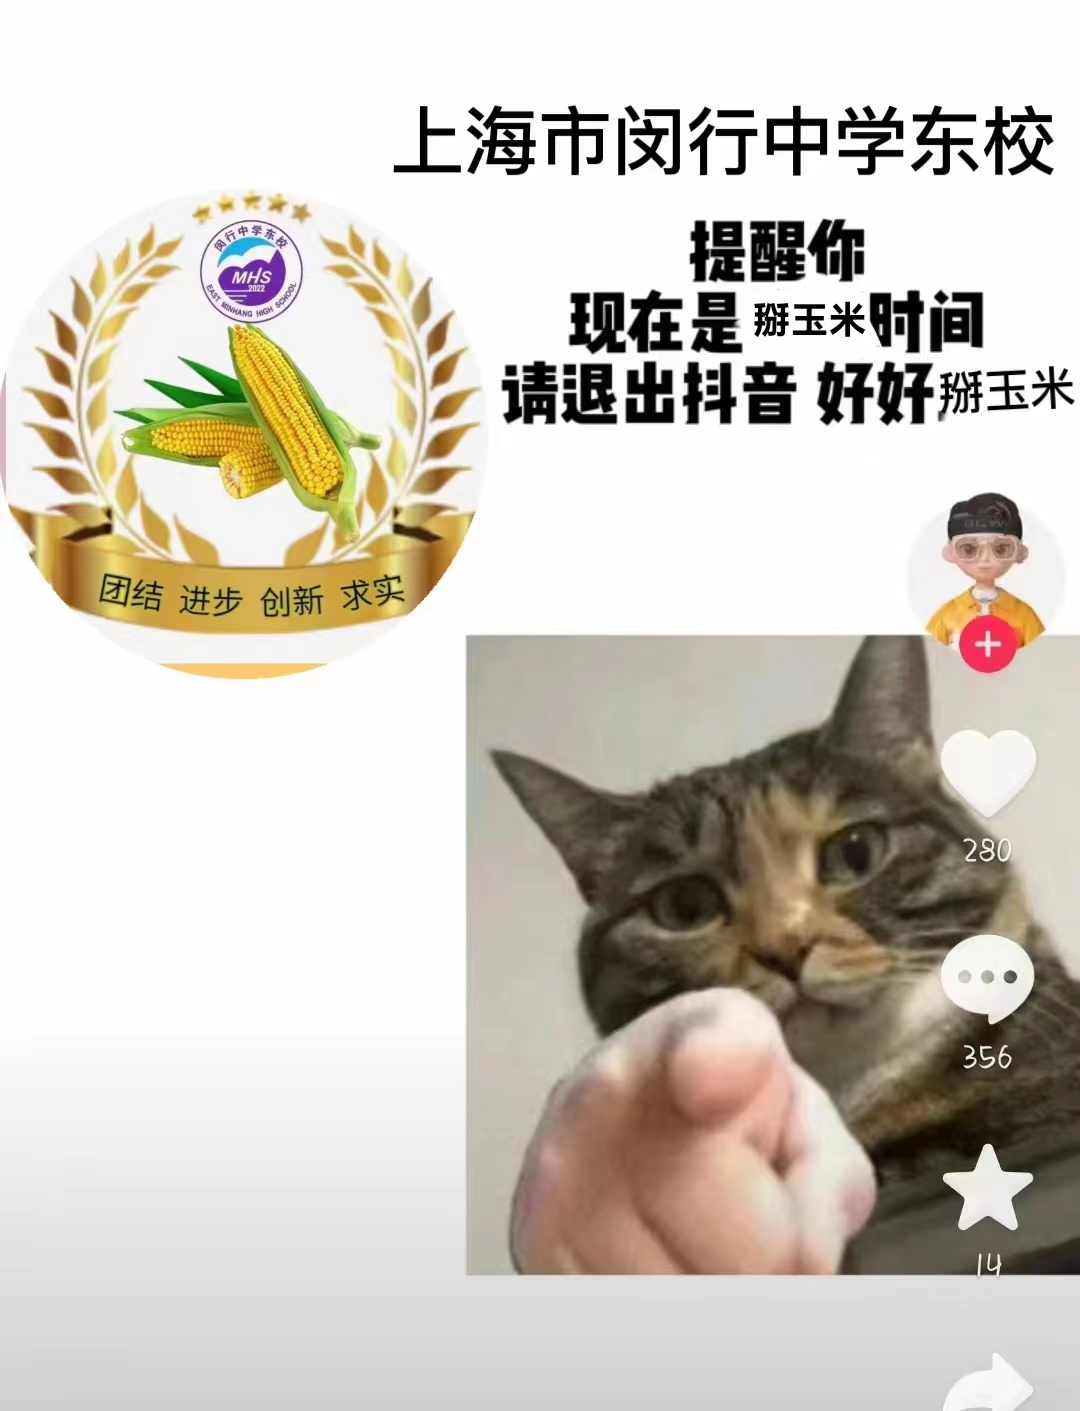 上海市闵行中学东校
提醒你
现在是掰玉米时间
请退出抖音 好好掰玉米
闵行中学东校
MHS
2022
EAST MINHANG HIGH SCHOOL
团结 进步 创新 求实
280
356
14